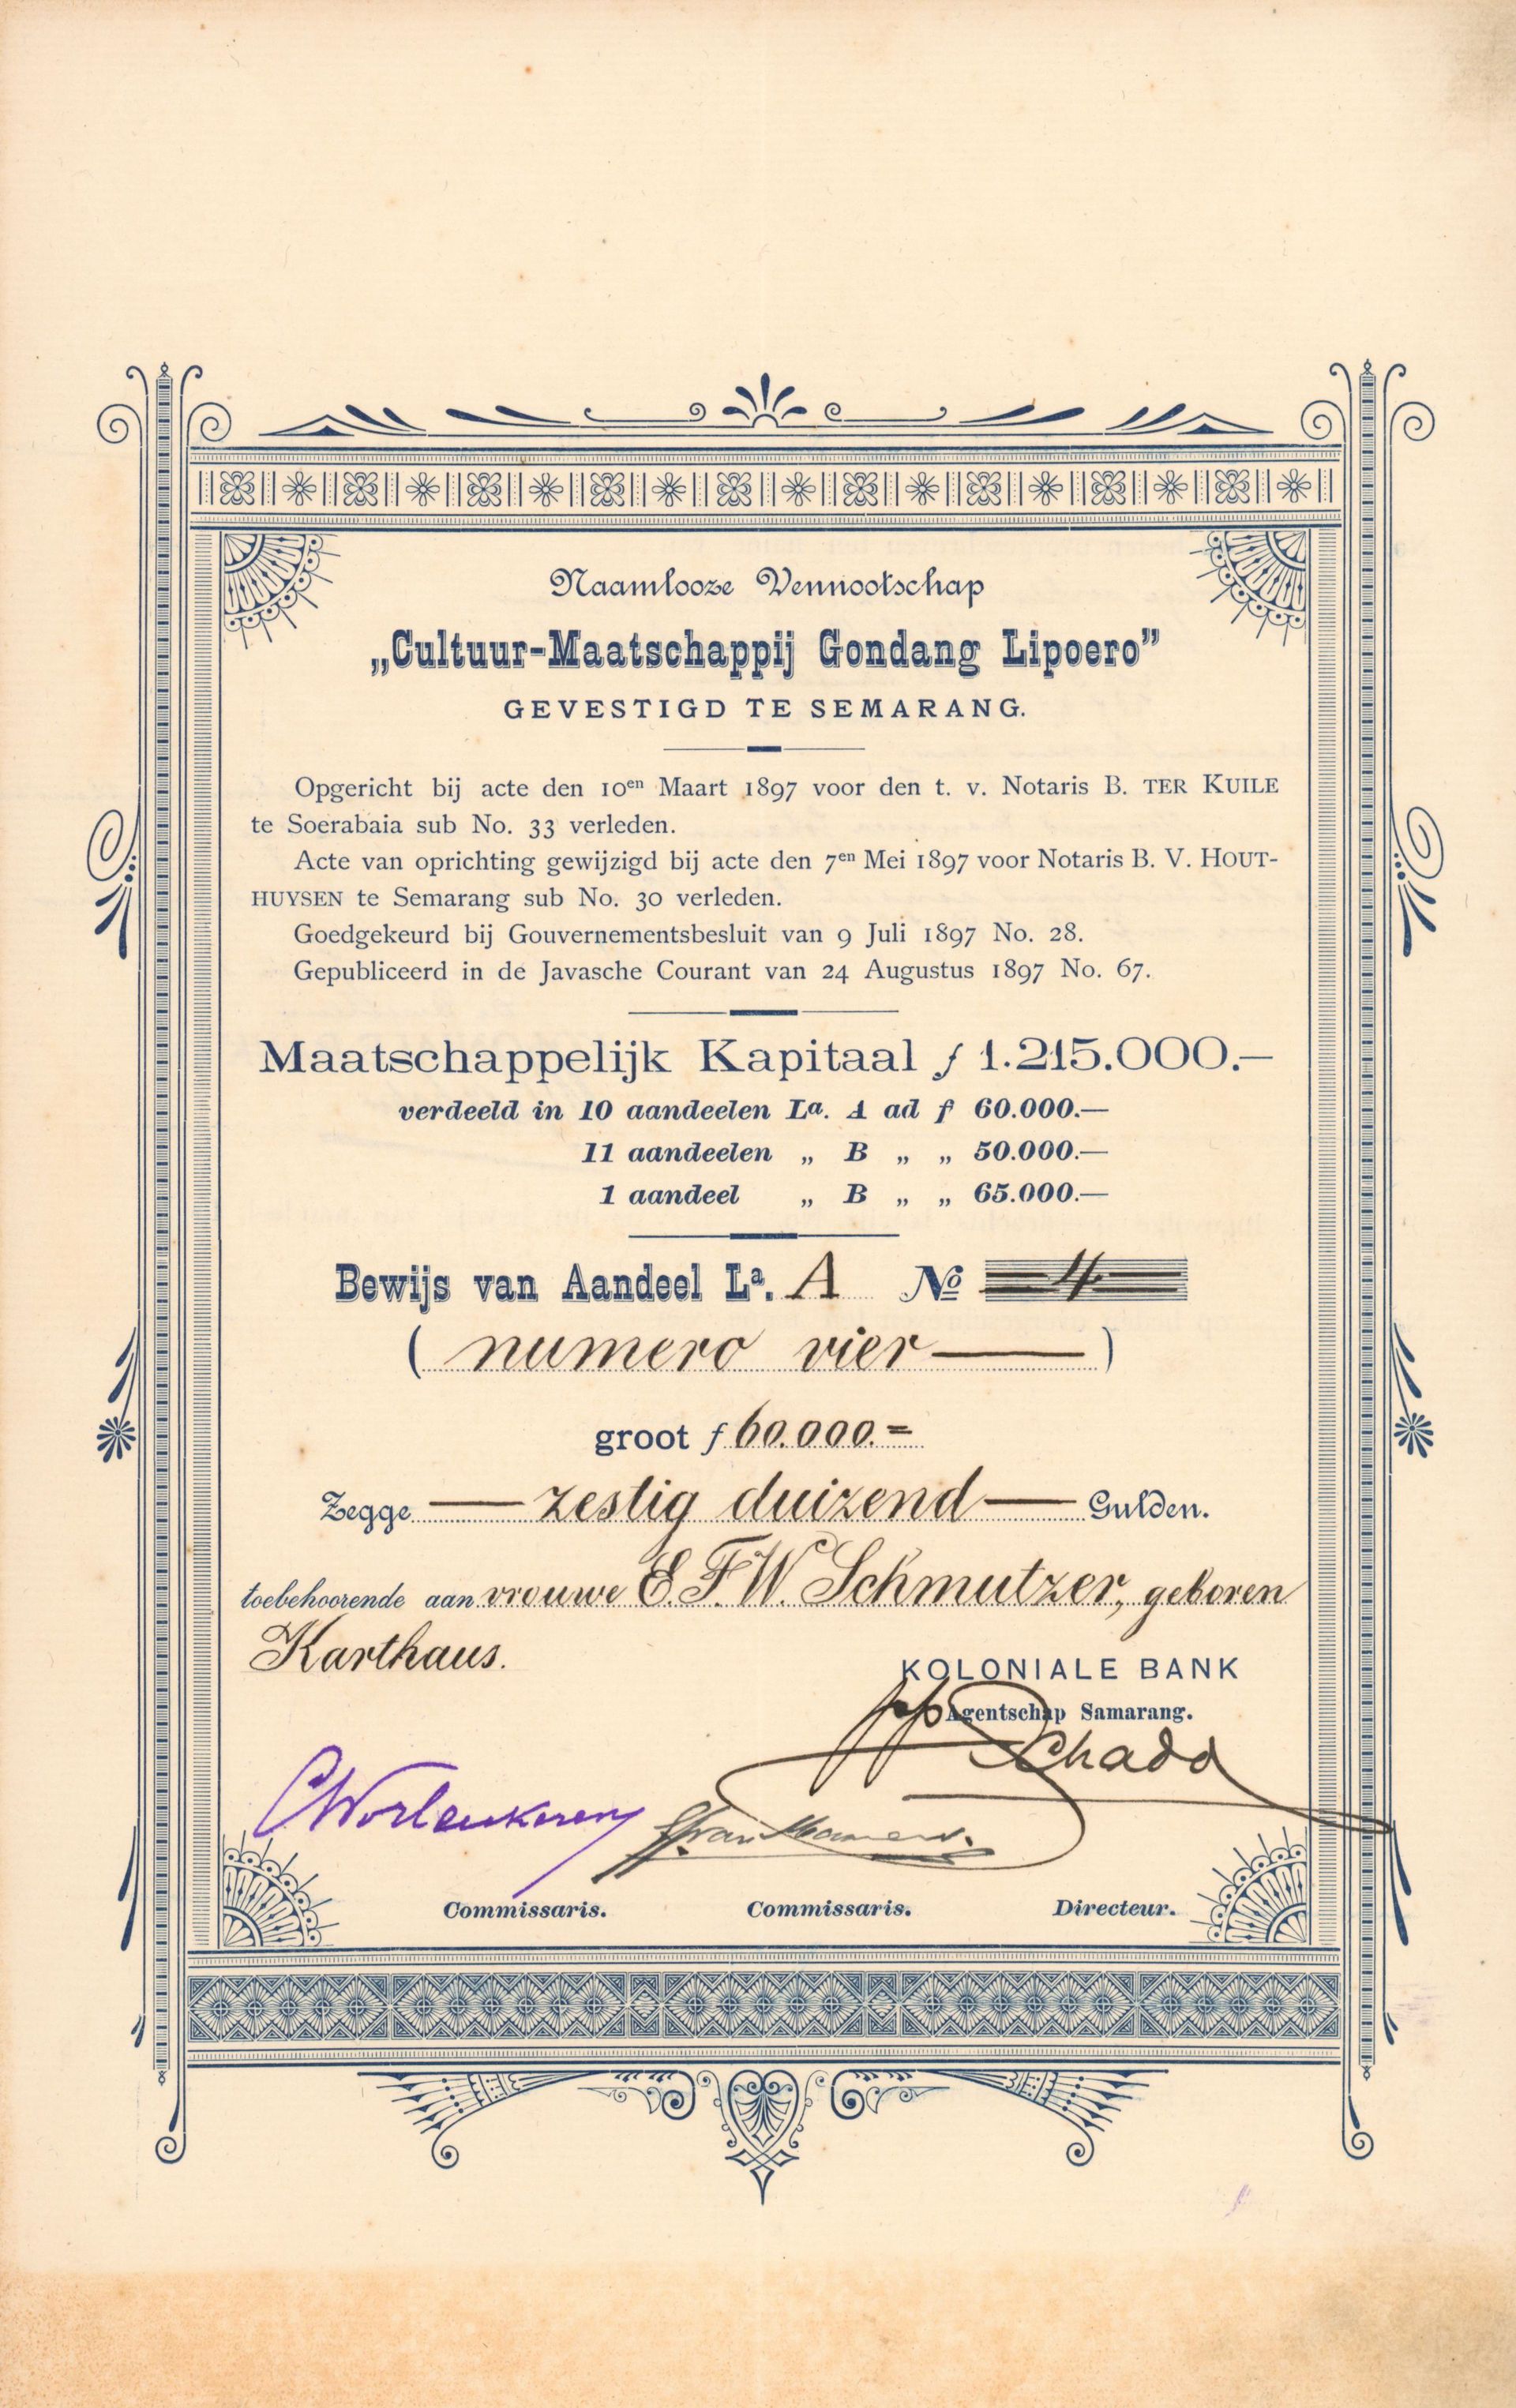 Naamlooze Vennootschap
„Cultuur-Maatschappij Gondang Lipoero”
GEVESTIGD TE SEMARANG.
Opgericht bij acte den 10en Maart 1897 voor den t. v. Notaris B. TER KUILE
te Soerabaia sub No. 33 verleden.
Acte van oprichting gewijzigd bij acte den 7en Mei 1897 voor Notaris B. V. HOUT-
HUYSEN te Semarang sub No. 30 verleden.
Goedgekeurd bij Gouvernementsbesluit van 9 Juli 1897 No. 28.
Gepubliceerd in de Javasche Courant van 24 Augustus 1897 No. 67.
Maatschappelijk Kapitaal ƒ 1.215.000.—
verdeeld in 10 aandeelen La. A ad ƒ 60.000.—
11 aandeelen „ B „ „ 50.000.—
1 aandeel „ B „ „ 65.000.—
Bewijs van Aandeel La. A No 4
( numero vier — )
groot ƒ 60.000.=
Zegge — zestig duizend — Gulden.
toebehoorende aan vrouwe E. F. W. Schmutzer, geboren
Karthaus.
KOLONIALE BANK
Agentschap Samarang.
pp Schadd
Commissaris. Commissaris. Directeur.